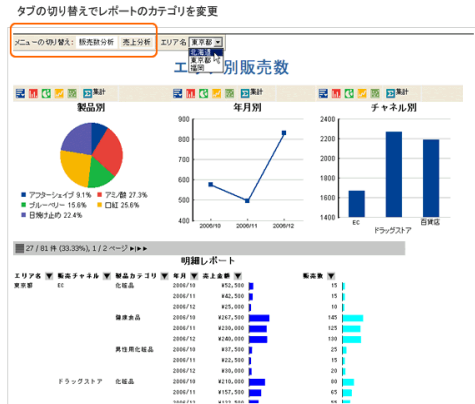 タブの切り替えでレポートのカテゴリを変更
メニューの切り替え: 販売数分析 売上分析 エリア名 東京都
北海道
東京都
福岡
エリア別販売数
集計 集計 集計
製品別 年月別 チャネル別
900
800
700
600
500
400
2006/10 2006/11 2006/12
2400
2200
2000
1800
1600
1400
EC 百貨店
ドラッグストア
アフターシェイブ 9.1% アミノ酸 27.3%
ブルーベリー 15.6% 口紅 25.6%
日焼け止め 22.4%
27 / 81 件 (33.33%), 1 / 2 ページ
明細レポート
エリア名 販売チャネル 製品カテゴリ 年月 売上金額 販売数
東京都 EC 化粧品 2006/10 ¥52,500 15
2006/11 ¥42,500 15
2006/12 ¥25,000 10
健康食品 2006/10 ¥267,500 145
2006/11 ¥230,000 125
2006/12 ¥240,000 130
男性用化粧品 2006/10 ¥37,500 25
2006/11 ¥22,500 15
2006/12 ¥30,000 20
ドラッグストア 化粧品 2006/10 ¥210,000 80
2006/11 ¥157,500 65